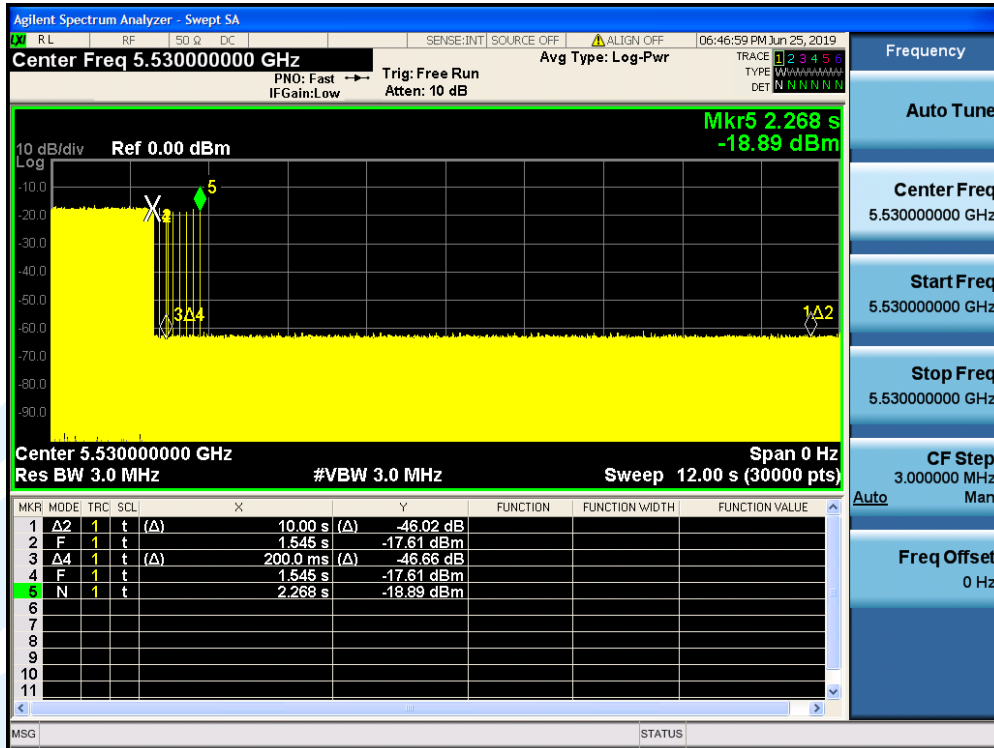 Agilent Spectrum Analyzer - Swept SA
LXI RL RF 50 Ω DC SENSE:INT SOURCE OFF ALIGN OFF 06:46:59 PM Jun 25, 2019
Center Freq 5.530000000 GHz
PNO: Fast Trig: Free Run
IFGain:Low Atten: 10 dB
Avg Type: Log-Pwr
TRACE 1 2 3 4 5 6
TYPE WWWWWW
DET N N N N N N
Mkr5 2.268 s
-18.89 dBm
10 dB/div Ref 0.00 dBm
Log
-10.0
5
-20.0
-30.0
-40.0
-50.0
3Δ4
1Δ2
-60.0
-70.0
-80.0
-90.0
Center 5.530000000 GHz Span 0 Hz
Res BW 3.0 MHz #VBW 3.0 MHz Sweep 12.00 s (30000 pts)
MKR MODE TRC SCL X Y FUNCTION FUNCTION WIDTH FUNCTION VALUE
1 Δ2 1 t (Δ) 10.00 s (Δ) -46.02 dB
2 F 1 t 1.545 s -17.61 dBm
3 Δ4 1 t (Δ) 200.0 ms (Δ) -46.66 dB
4 F 1 t 1.545 s -17.61 dBm
5 N 1 t 2.268 s -18.89 dBm
6
7
8
9
10
11
MSG STATUS
Frequency
Auto Tune
Center Freq
5.530000000 GHz
Start Freq
5.530000000 GHz
Stop Freq
5.530000000 GHz
CF Step
3.000000 MHz
Auto Man
Freq Offset
0 Hz